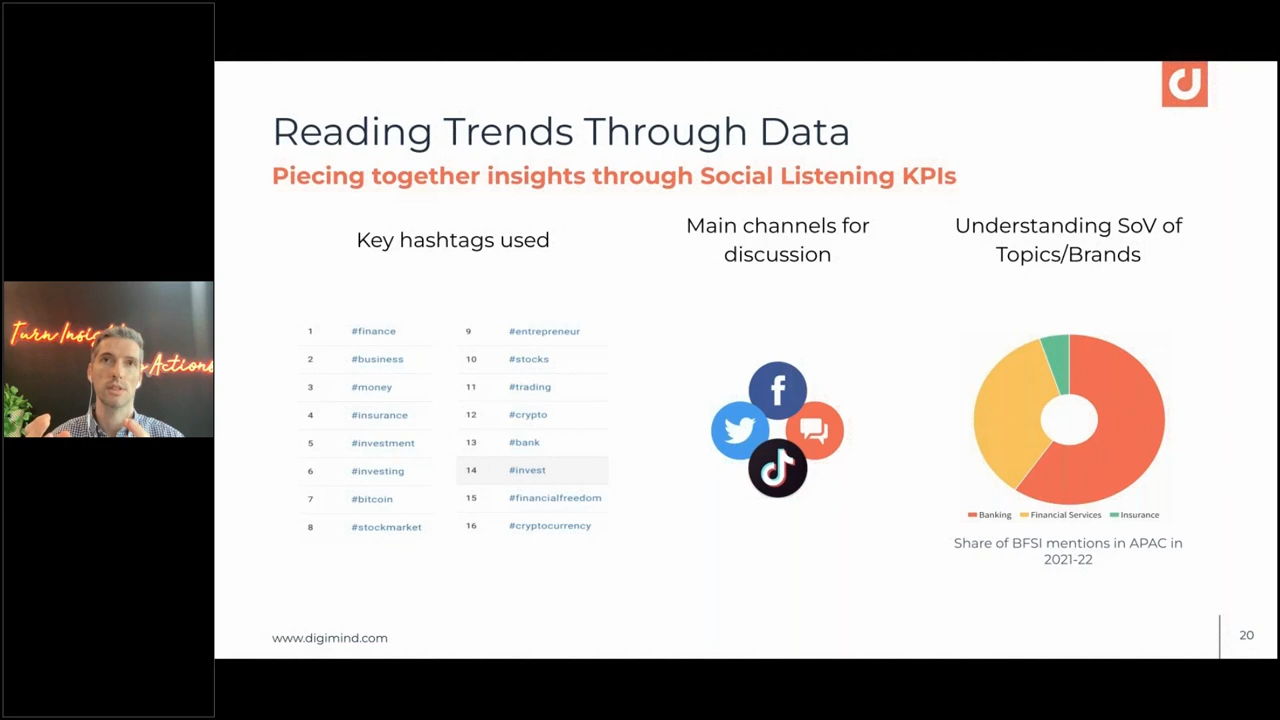 Reading Trends Through Data
Piecing together insights through Social Listening KPIs
Key hashtags used
Main channels for
discussion
Understanding SoV of
Topics/Brands
1 #finance
2 #business
3 #money
4 #insurance
5 #investment
6 #investing
7 #bitcoin
8 #stockmarket
9 #entrepreneur
10 #stocks
11 #trading
12 #crypto
13 #bank
14 #invest
15 #financialfreedom
16 #cryptocurrency
Banking Financial Services Insurance
Share of BFSI mentions in APAC in
2021-22
Turn Insig
Actions
www.digimind.com
20